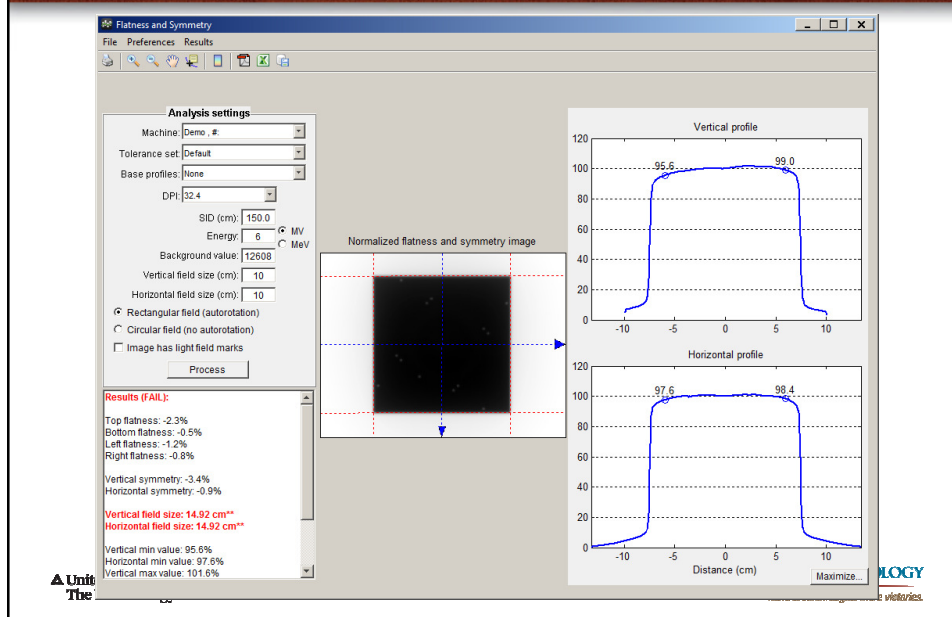 Flatness and Symmetry
File Preferences Results
Analysis settings
Machine: Demo , #:
Tolerance set: Default
Base profiles: None
DPI: 32.4
SID (cm): 150.0
Energy: 6 MV
MeV
Background value: 12608
Vertical field size (cm): 10
Horizontal field size (cm): 10
Rectangular field (autorotation)
Circular field (no autorotation)
Image has light field marks
Process
Results (FAIL):
Top flatness: -2.3%
Bottom flatness: -0.5%
Left flatness: -1.2%
Right flatness: -0.8%
Vertical symmetry: -3.4%
Horizontal symmetry: -0.9%
Vertical field size: 14.92 cm**
Horizontal field size: 14.92 cm**
Vertical min value: 95.6%
Horizontal min value: 97.6%
Vertical max value: 101.6%
Normalized flatness and symmetry image
Vertical profile
120
100
80
60
40
20
0
95.6 99.0
-10 -5 0 5 10
Horizontal profile
120
100
80
60
40
20
0
97.6 98.4
-10 -5 0 5 10
Distance (cm)
Maximize...
The
victories.